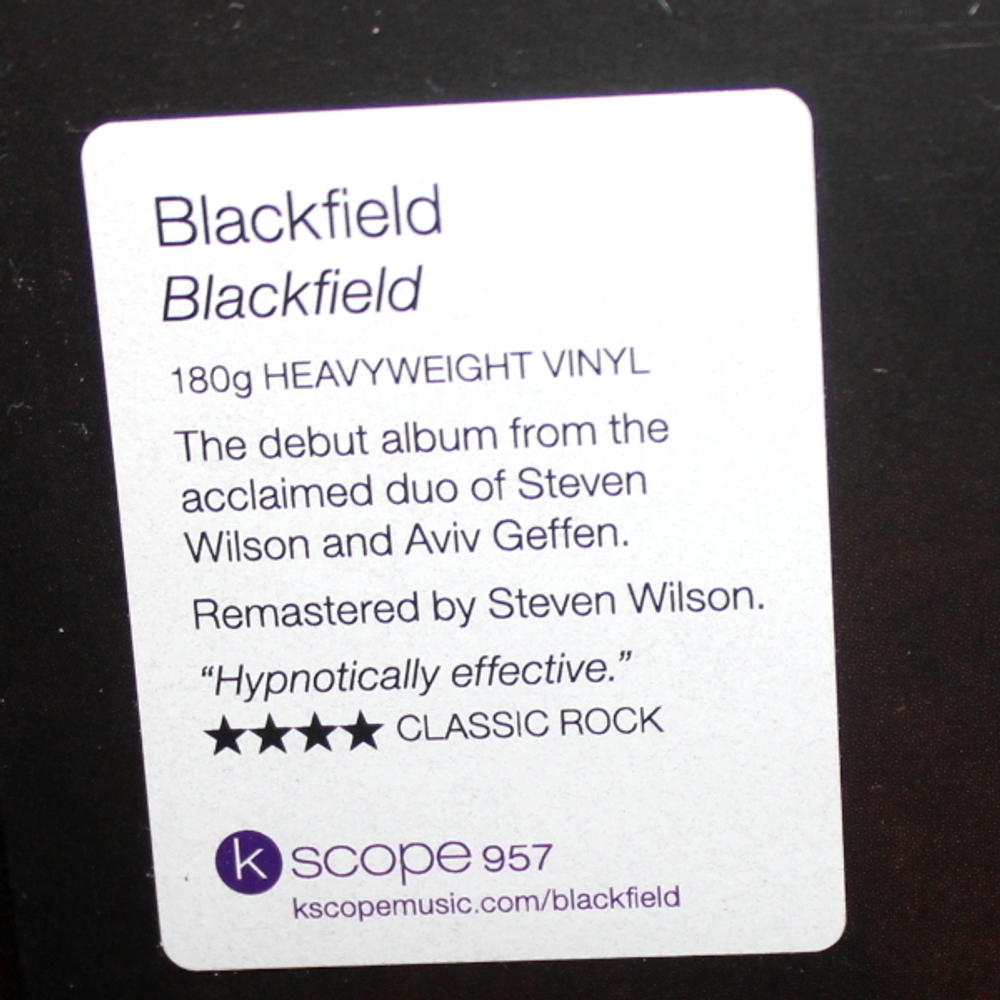 Blackfield
Blackfield
180g HEAVYWEIGHT VINYL
The debut album from the
acclaimed duo of Steven
Wilson and Aviv Geffen.
Remastered by Steven Wilson.
“Hypnotically effective.”
★★★★ CLASSIC ROCK
kscope 957
kscopemusic.com/blackfield